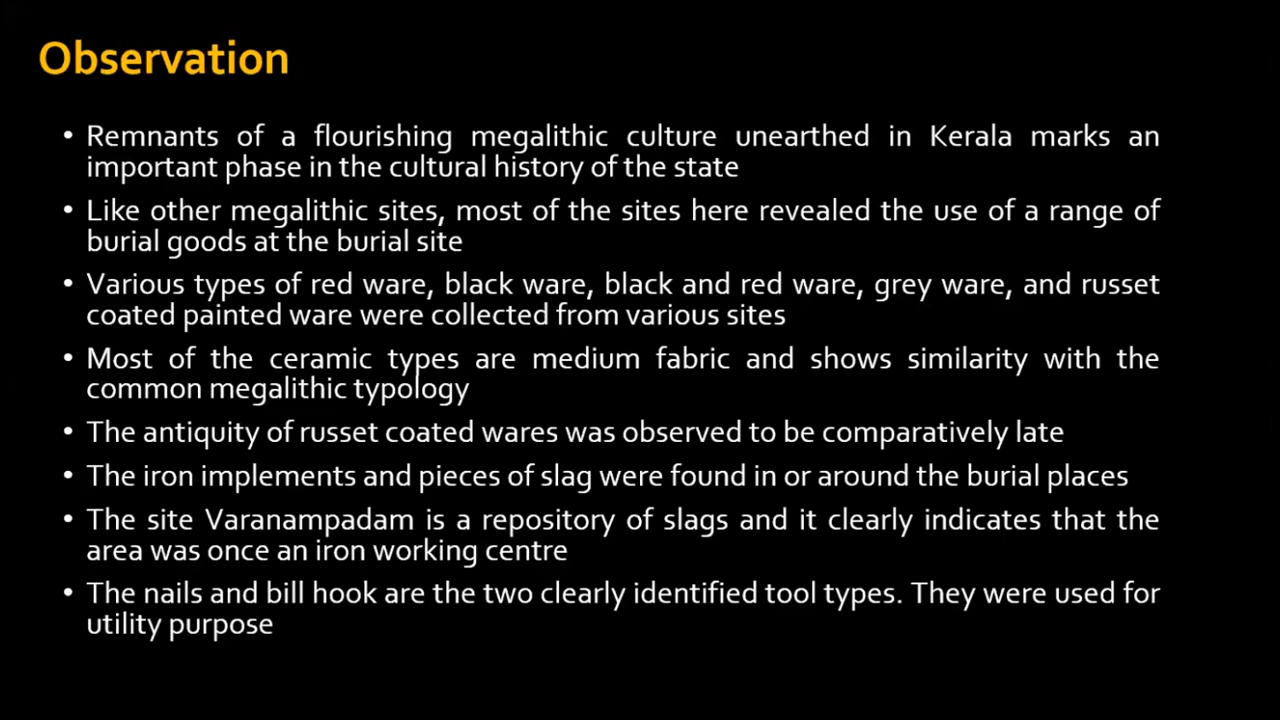 Observation
• Remnants of a flourishing megalithic culture unearthed in Kerala marks an
important phase in the cultural history of the state
• Like other megalithic sites, most of the sites here revealed the use of a range of
burial goods at the burial site
• Various types of red ware, black ware, black and red ware, grey ware, and russet
coated painted ware were collected from various sites
• Most of the ceramic types are medium fabric and shows similarity with the
common megalithic typology
• The antiquity of russet coated wares was observed to be comparatively late
• The iron implements and pieces of slag were found in or around the burial places
• The site Varanampadam is a repository of slags and it clearly indicates that the
area was once an iron working centre
• The nails and bill hook are the two clearly identified tool types. They were used for
utility purpose